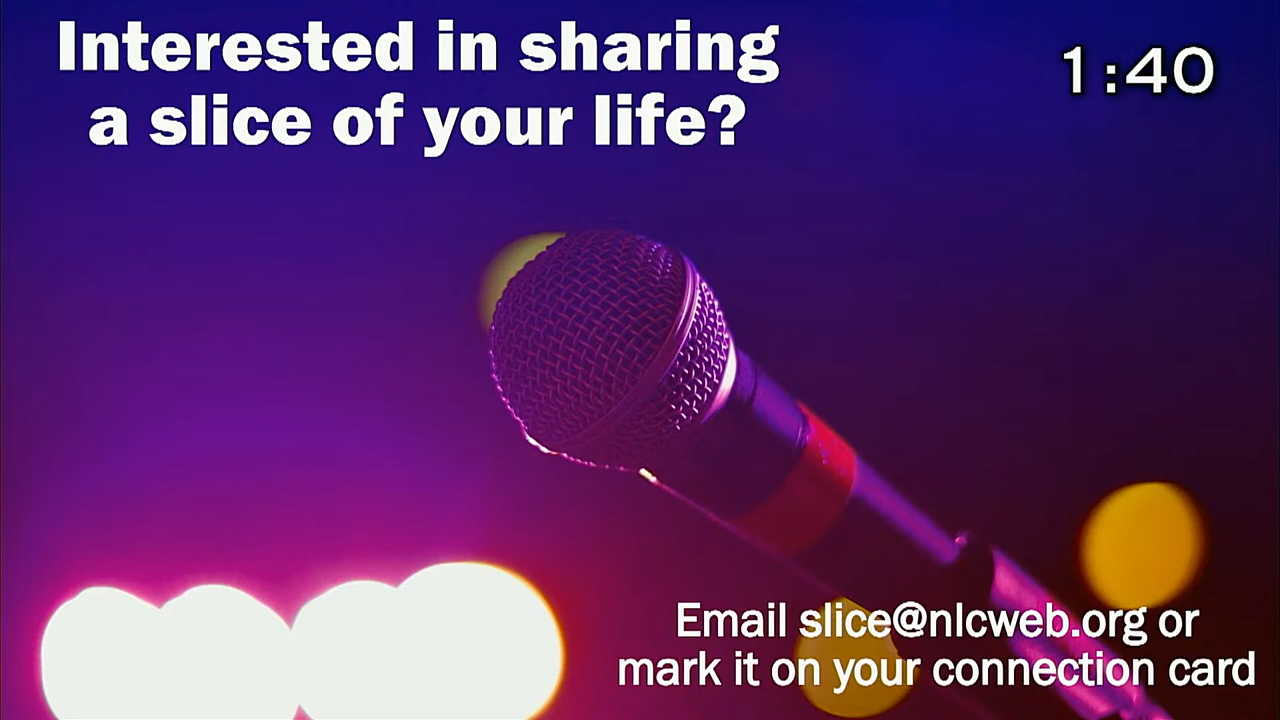 Interested in sharing
a slice of your life?
1:40
Email slice@nlcweb.org or
mark it on your connection card